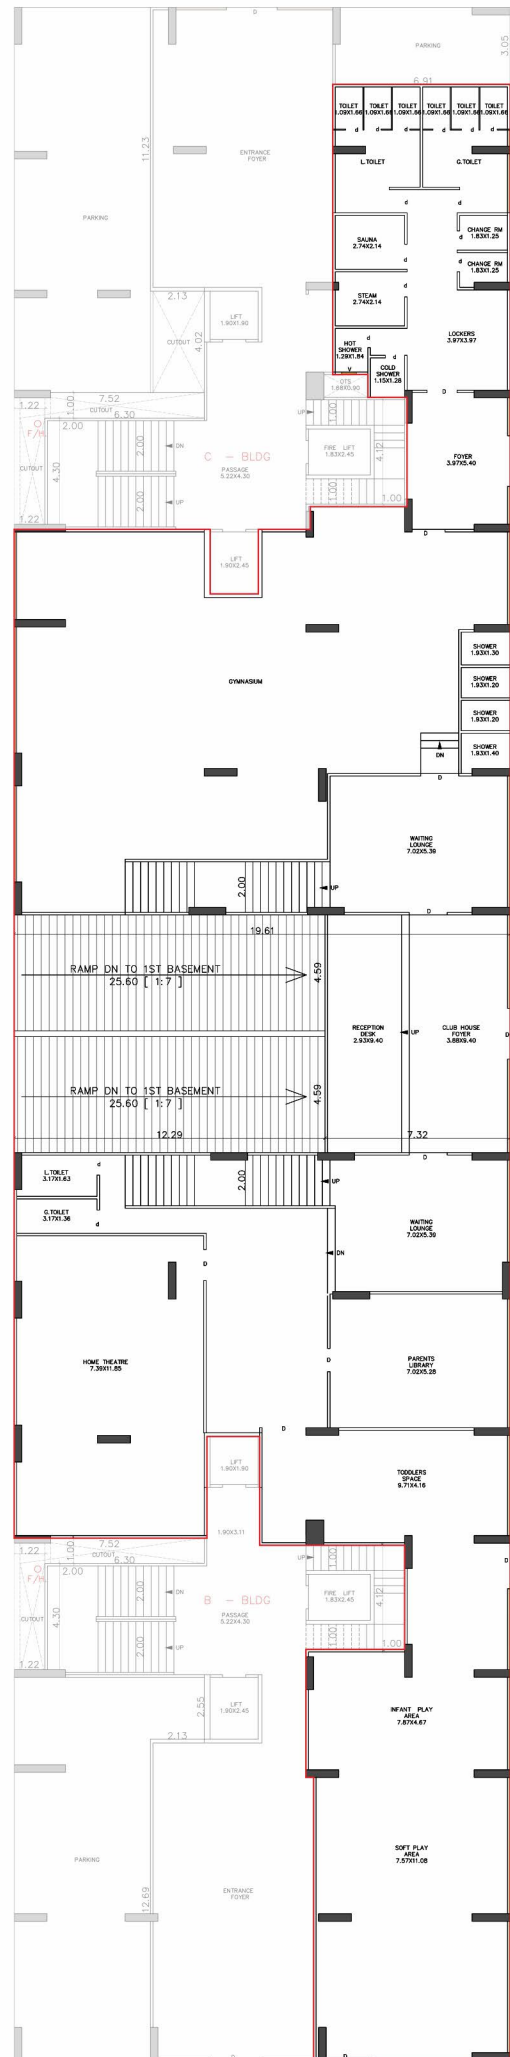 D
PARKING
3.05
6.91
TOILET
1.09X1.66
TOILET
1.09X1.66
TOILET
1.09X1.66
TOILET
1.09X1.66
TOILET
1.09X1.66
TOILET
1.09X1.66
d d d d d d
11.23
ENTRANCE
FOYER
L.TOILET
G.TOILET
d d
PARKING
SAUNA
2.74X2.14
d
CHANGE RM
1.83X1.25
d
CHANGE RM
1.83X1.25
d
2.13
STEAM
2.74X2.14
d
LIFT
1.90X1.90
CUTOUT
4.02
LOCKERS
3.97X3.97
HOT
SHOWER
1.29X1.84
d
d
COLD
SHOWER
1.15X1.28
V
OTS
1.88X0.90
D
7.52
1.22
1.00
CUTOUT
6.30
UP
1.00
O
F/H
2.00
2.00
DN
C - BLDG
FIRE LIFT
1.83X2.45
4.12
FOYER
3.97X5.40
CUTOUT
4.30
PASSAGE
5.22X4.30
2.00
UP
1.00
1.00
1.22
D
LIFT
1.90X2.45
SHOWER
1.93X1.30
GYMNASIUM
SHOWER
1.93X1.20
SHOWER
1.93X1.20
SHOWER
1.93X1.40
DN
D
WAITING
LOUNGE
7.02X5.39
2.00
UP
D
19.61
RAMP DN TO 1ST BASEMENT
25.60 [ 1:7 ]
4.59
RECEPTION
DESK
2.93X9.40
UP
CLUB HOUSE
FOYER
3.88X9.40
D
RAMP DN TO 1ST BASEMENT
25.60 [ 1:7 ]
4.59
12.29
7.32
D
L.TOILET
3.17X1.63
d
2.00
UP
G.TOILET
3.17X1.36
d
WAITING
LOUNGE
7.02X5.39
DN
D
HOME THEATRE
7.39X11.85
D
PARENTS
LIBRARY
7.02X5.28
D
LIFT
1.90X1.90
TODDLERS
SPACE
9.71X4.16
1.90X3.11
7.52
1.22
1.00
CUTOUT
6.30
UP
1.00
D
O
F/H
2.00
2.00
DN
B - BLDG
FIRE LIFT
1.83X2.45
4.12
CUTOUT
4.30
PASSAGE
5.22X4.30
2.00
UP
1.00
1.00
1.22
2.55
LIFT
1.90X2.45
INFANT PLAY
AREA
7.87X4.67
2.13
SOFT PLAY
AREA
7.57X11.08
PARKING
12.69
ENTRANCE
FOYER
D